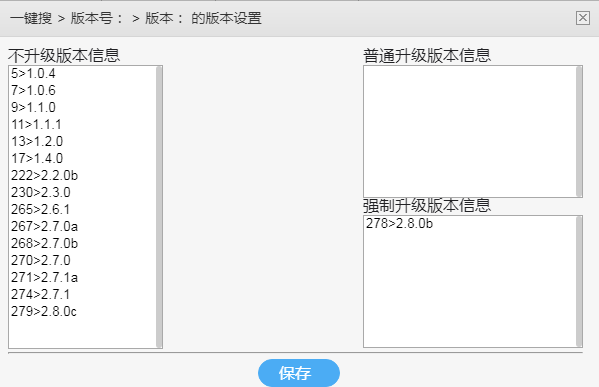 一键搜 > 版本号： > 版本： 的版本设置
不升级版本信息
5>1.0.4
7>1.0.6
9>1.1.0
11>1.1.1
13>1.2.0
17>1.4.0
222>2.2.0b
230>2.3.0
265>2.6.1
267>2.7.0a
268>2.7.0b
270>2.7.0
271>2.7.1a
274>2.7.1
279>2.8.0c
普通升级版本信息
强制升级版本信息
278>2.8.0b
保存